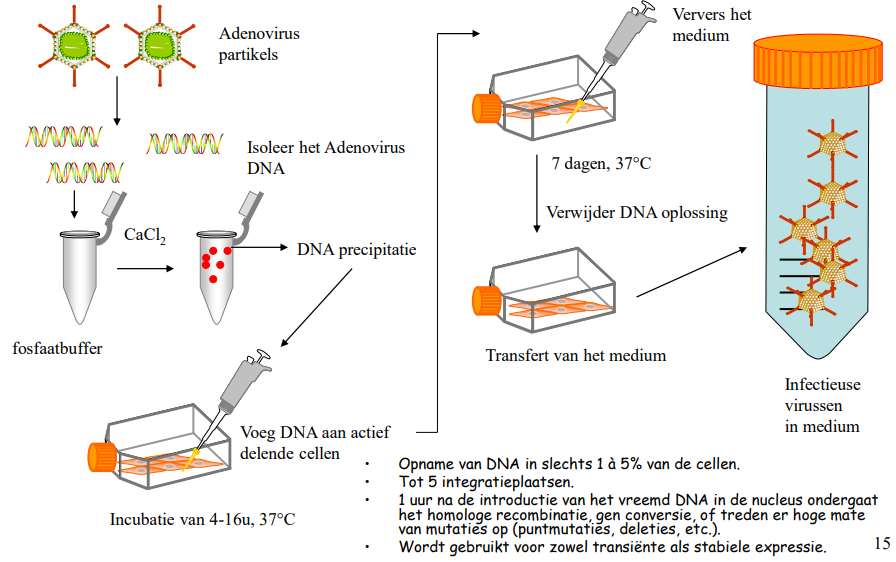 Adenovirus
partikels
Isoleer het Adenovirus
DNA
CaCl2
DNA precipitatie
fosfaatbuffer
Voeg DNA aan actief
delende cellen
Incubatie van 4-16u, 37°C
Ververs het
medium
7 dagen, 37°C
Verwijder DNA oplossing
Transfert van het medium
Infectieuse
virussen
in medium
• Opname van DNA in slechts 1 à 5% van de cellen.
• Tot 5 integratieplaatsen.
• 1 uur na de introductie van het vreemd DNA in de nucleus ondergaat
het homologe recombinatie, gen conversie, of treden er hoge mate
van mutaties op (puntmutaties, deleties, etc.).
• Wordt gebruikt voor zowel transiënte als stabiele expressie.
15